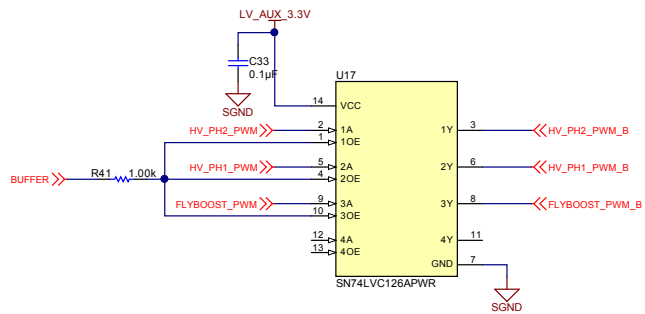 LV_AUX_3.3V
C33
0.1µF
SGND
U17
14 VCC
HV_PH2_PWM 2 1A 1Y 3 HV_PH2_PWM_B
1 1OE
HV_PH1_PWM 5 2A 2Y 6 HV_PH1_PWM_B
BUFFER R41 1.00k 4 2OE
FLYBOOST_PWM 9 3A 3Y 8 FLYBOOST_PWM_B
10 3OE
12 4A 4Y 11
13 4OE
GND 7
SN74LVC126APWR
SGND